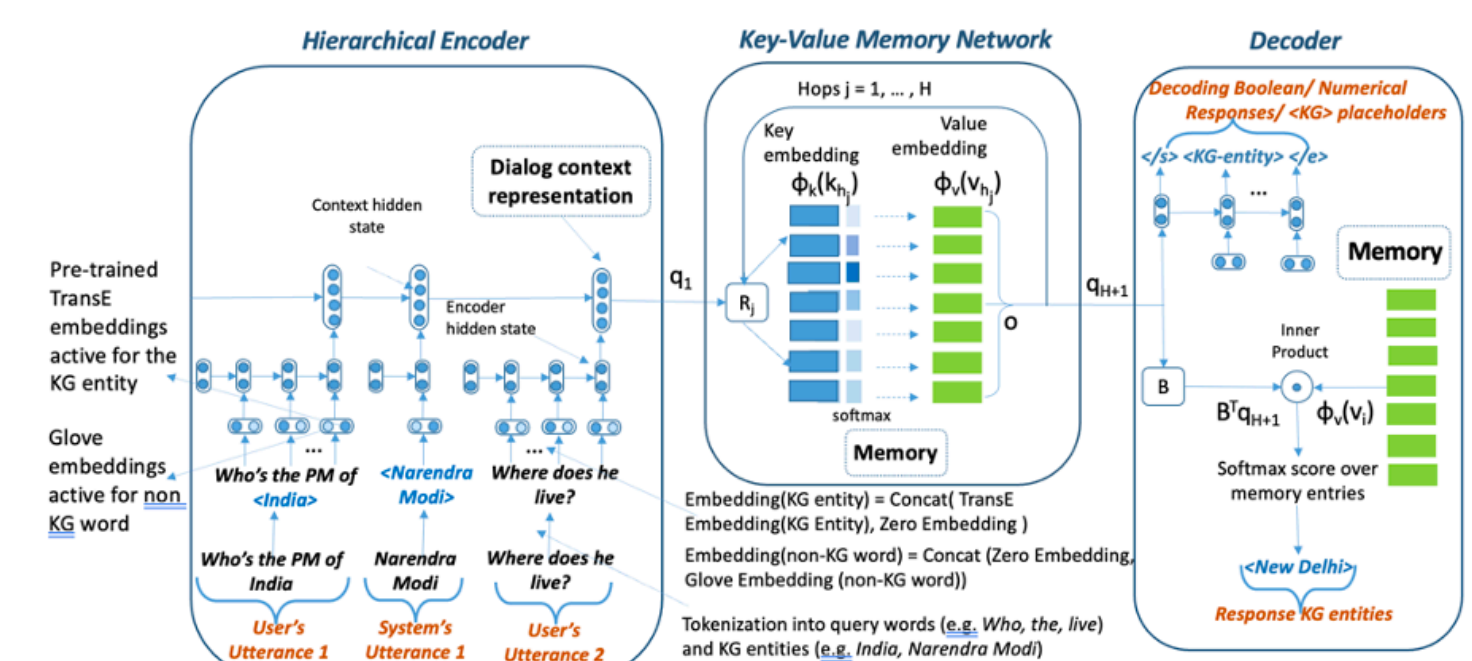 Hierarchical Encoder
Key-Value Memory Network
Decoder
Pre-trained
TransE
embeddings
active for the
KG entity
Glove
embeddings
active for non
KG word
Dialog context
representation
Context hidden
state
Encoder
hidden state
...
...
Who's the PM of
<India>
<Narendra
Modi>
Where does he
live?
Who's the PM of
India
Narendra
Modi
Where does he
live?
User's
Utterance 1
System's
Utterance 1
User's
Utterance 2
q1
Hops j = 1, ... , H
Key
embedding
ϕk(khj)
Value
embedding
ϕv(vhj)
Rj
O
softmax
Memory
Embedding(KG entity) = Concat( TransE
Embedding(KG Entity), Zero Embedding )
Embedding(non-KG word) = Concat (Zero Embedding,
Glove Embedding (non-KG word))
Tokenization into query words (e.g. Who, the, live)
and KG entities (e.g. India, Narendra Modi)
qH+1
Decoding Boolean/ Numerical
Responses/ <KG> placeholders
</s> <KG-entity> </e>
...
Memory
Inner
Product
B
BTqH+1
ϕv(vi)
Softmax score over
memory entries
<New Delhi>
Response KG entities